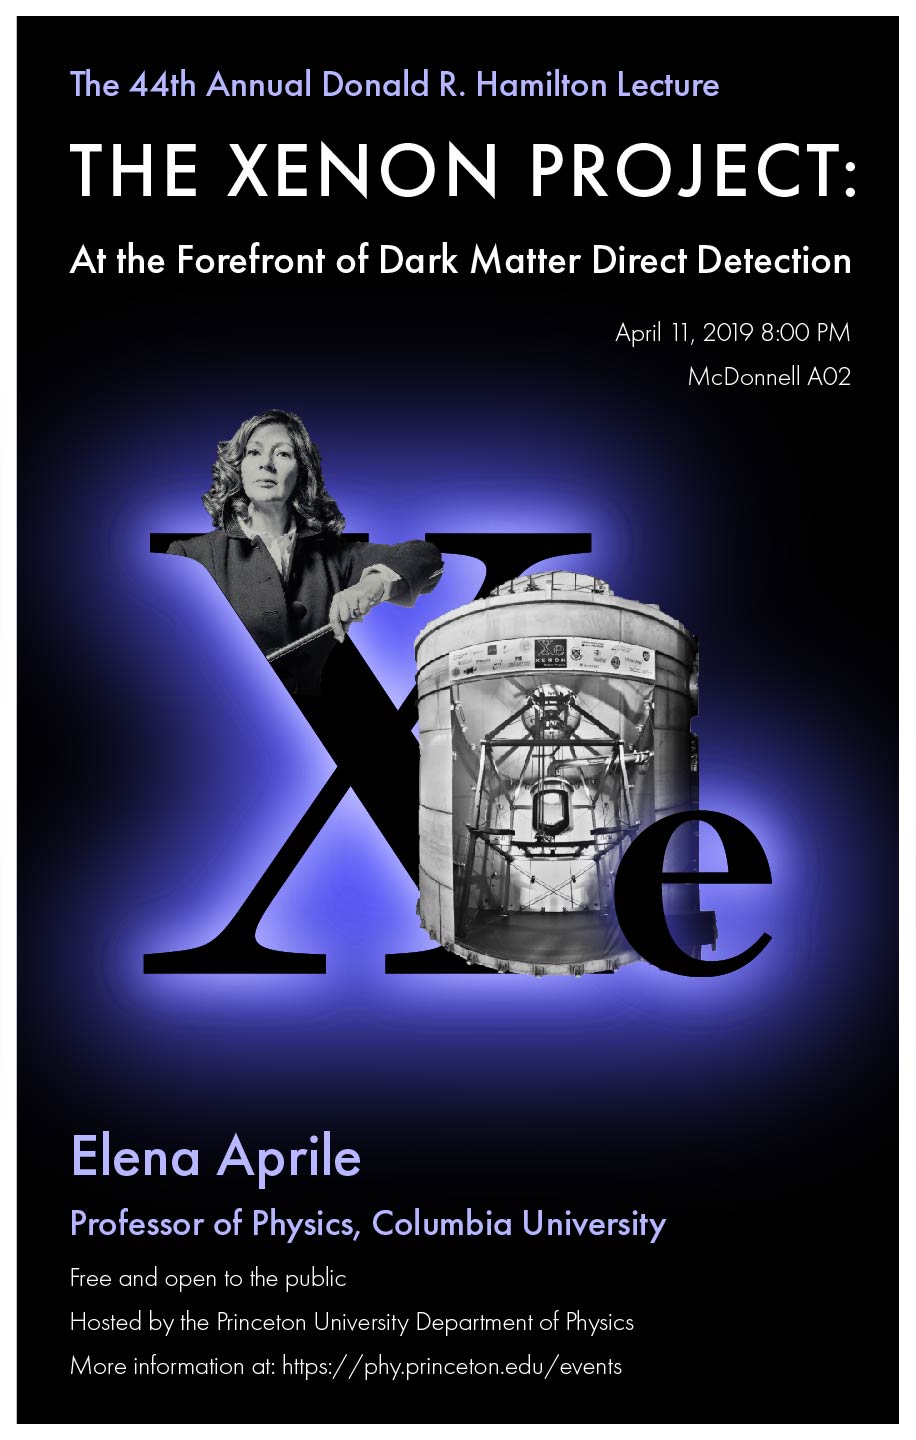 The 44th Annual Donald R. Hamilton Lecture
THE XENON PROJECT:
At the Forefront of Dark Matter Direct Detection
April 11, 2019 8:00 PM
McDonnell A02
Xe
XENON
Xe
Elena Aprile
Professor of Physics, Columbia University
Free and open to the public
Hosted by the Princeton University Department of Physics
More information at: https://phy.princeton.edu/events